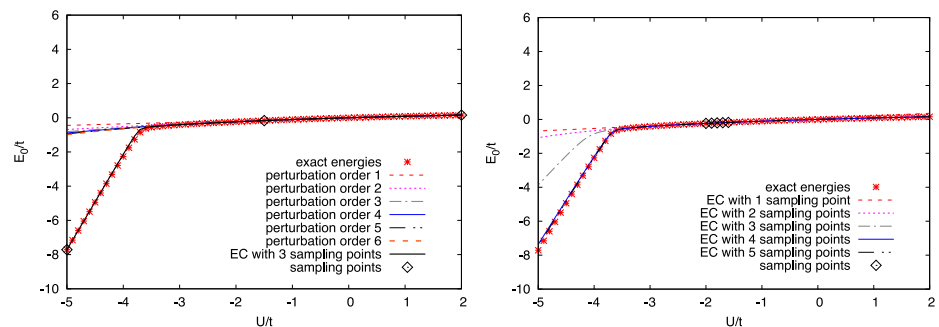 6
4
2
0
-2
-4
-6
-8
-10
E0/t
exact energies
perturbation order 1
perturbation order 2
perturbation order 3
perturbation order 4
perturbation order 5
perturbation order 6
EC with 3 sampling points
sampling points
-5 -4 -3 -2 -1 0 1 2
U/t
6
4
2
0
-2
-4
-6
-8
-10
E0/t
exact energies
EC with 1 sampling point
EC with 2 sampling points
EC with 3 sampling points
EC with 4 sampling points
EC with 5 sampling points
sampling points
-5 -4 -3 -2 -1 0 1 2
U/t